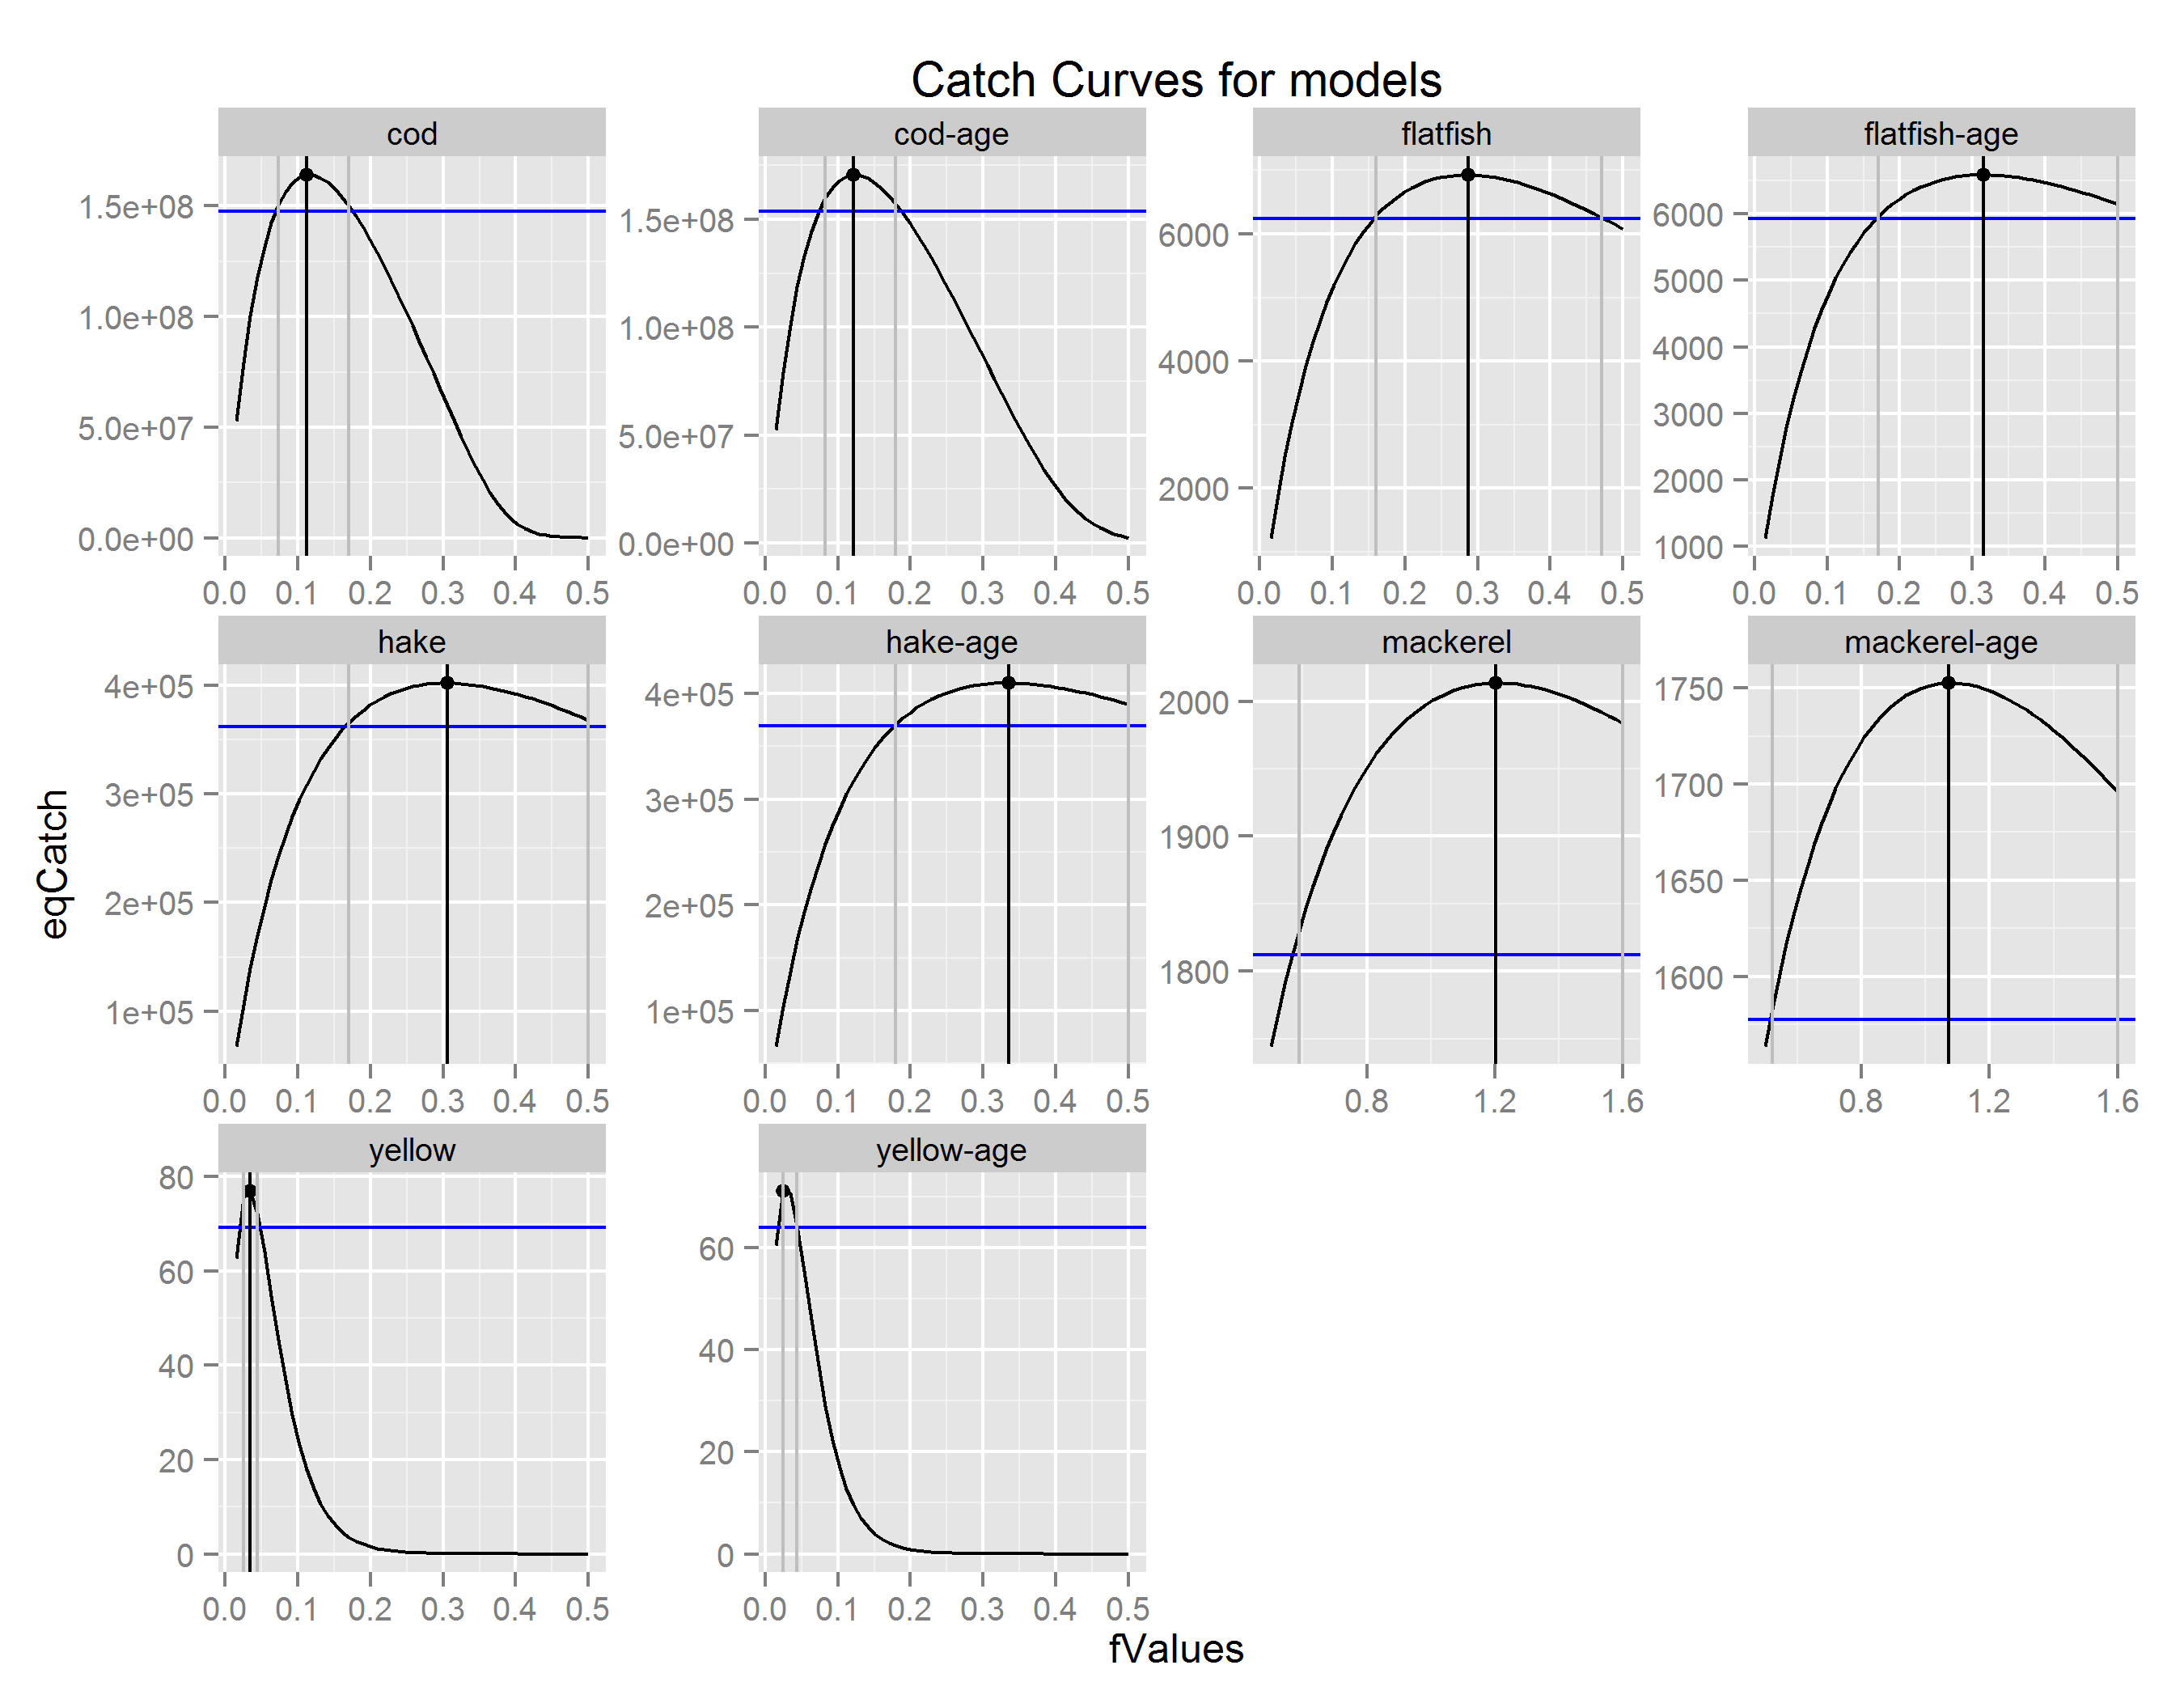 Catch Curves for models
cod
cod-age
flatfish
flatfish-age
1.5e+08
1.0e+08
5.0e+07
0.0e+00
1.5e+08
1.0e+08
5.0e+07
0.0e+00
6000
4000
2000
6000
5000
4000
3000
2000
1000
0.0 0.1 0.2 0.3 0.4 0.5
0.0 0.1 0.2 0.3 0.4 0.5
0.0 0.1 0.2 0.3 0.4 0.5
0.0 0.1 0.2 0.3 0.4 0.5
hake
hake-age
mackerel
mackerel-age
eqCatch
4e+05
3e+05
2e+05
1e+05
4e+05
3e+05
2e+05
1e+05
2000
1900
1800
1750
1700
1650
1600
0.0 0.1 0.2 0.3 0.4 0.5
0.0 0.1 0.2 0.3 0.4 0.5
0.8 1.2 1.6
0.8 1.2 1.6
yellow
yellow-age
80
60
40
20
0
60
40
20
0
0.0 0.1 0.2 0.3 0.4 0.5
0.0 0.1 0.2 0.3 0.4 0.5
fValues